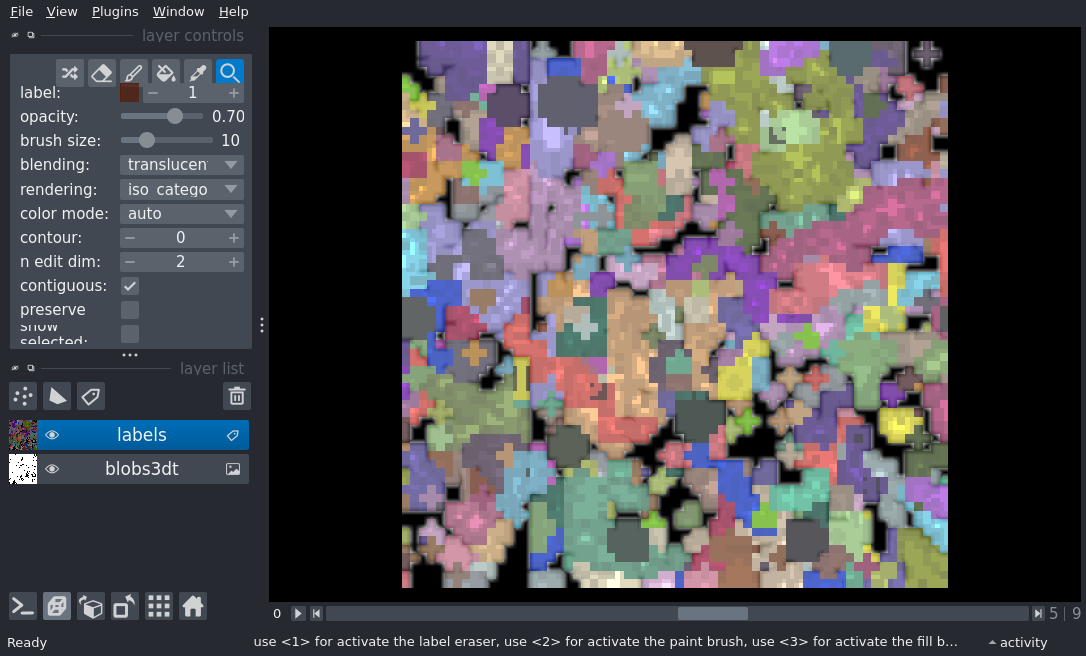 File View Plugins Window Help
layer controls
label: 1
opacity: 0.70
brush size: 10
blending: translucen
rendering: iso_catego
color mode: auto
contour: 0
n edit dim: 2
contiguous:
preserve
show
selected:
layer list
labels
blobs3dt
0 5 | 9
Ready use <1> for activate the label eraser, use <2> for activate the paint brush, use <3> for activate the fill b... activity